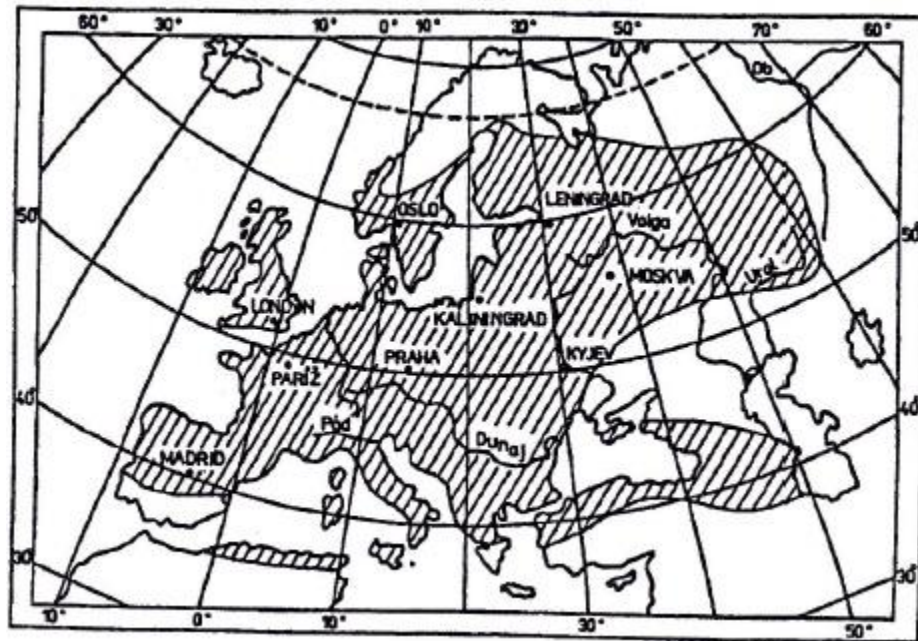 60° 30° 10° 0° 10° 30° 50° 70° 60°
Ob
50°
LENINGRAD
OSLO
Volga
50°
Ural
MOSKVA
LONDÝN
KALININGRAD
KYJEV
PRAHA
PARÍŽ
40°
40°
Pád
Dunaj
MADRID
30°
30°
10° 0° 10° 30° 50°